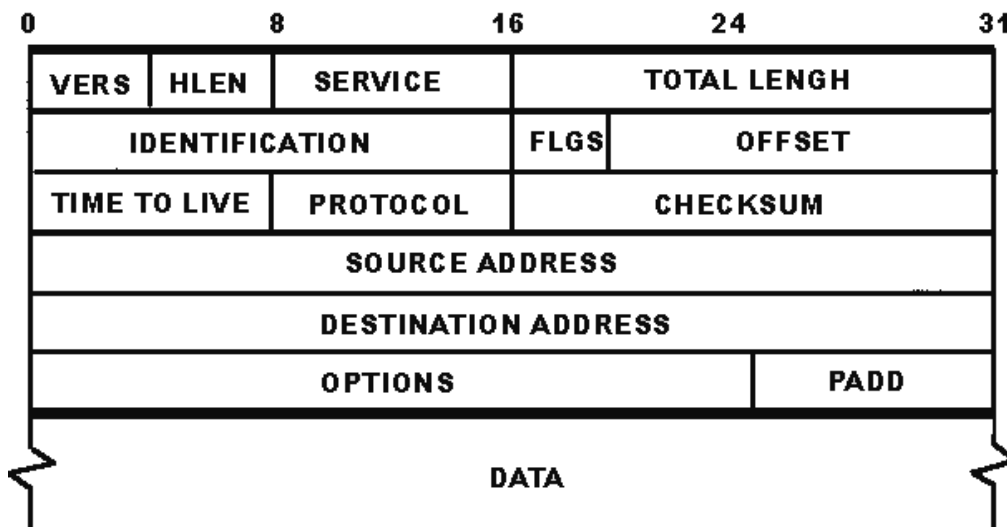 0 8 16 24 31
VERS HLEN SERVICE TOTAL LENGH
IDENTIFICATION FLGS OFFSET
TIME TO LIVE PROTOCOL CHECKSUM
SOURCE ADDRESS
DESTINATION ADDRESS
OPTIONS PADD
DATA